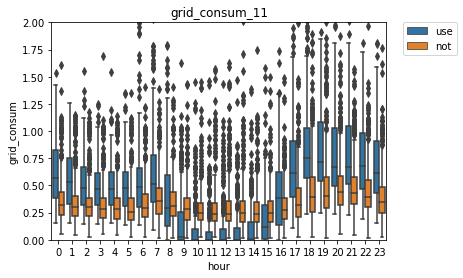 grid_consum_11
use
not
2.00
1.75
1.50
1.25
1.00
0.75
0.50
0.25
0.00
grid_consum
0 1 2 3 4 5 6 7 8 9 10 11 12 13 14 15 16 17 18 19 20 21 22 23
hour